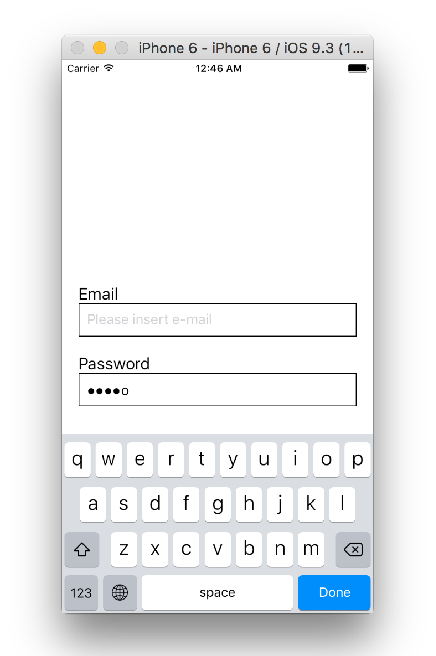 iPhone 6 - iPhone 6 / iOS 9.3 (1...
Carrier 12:46 AM
Email
Please insert e-mail
Password
●●●●o
q w e r t y u i o p
a s d f g h j k l
z x c v b n m
123 space Done